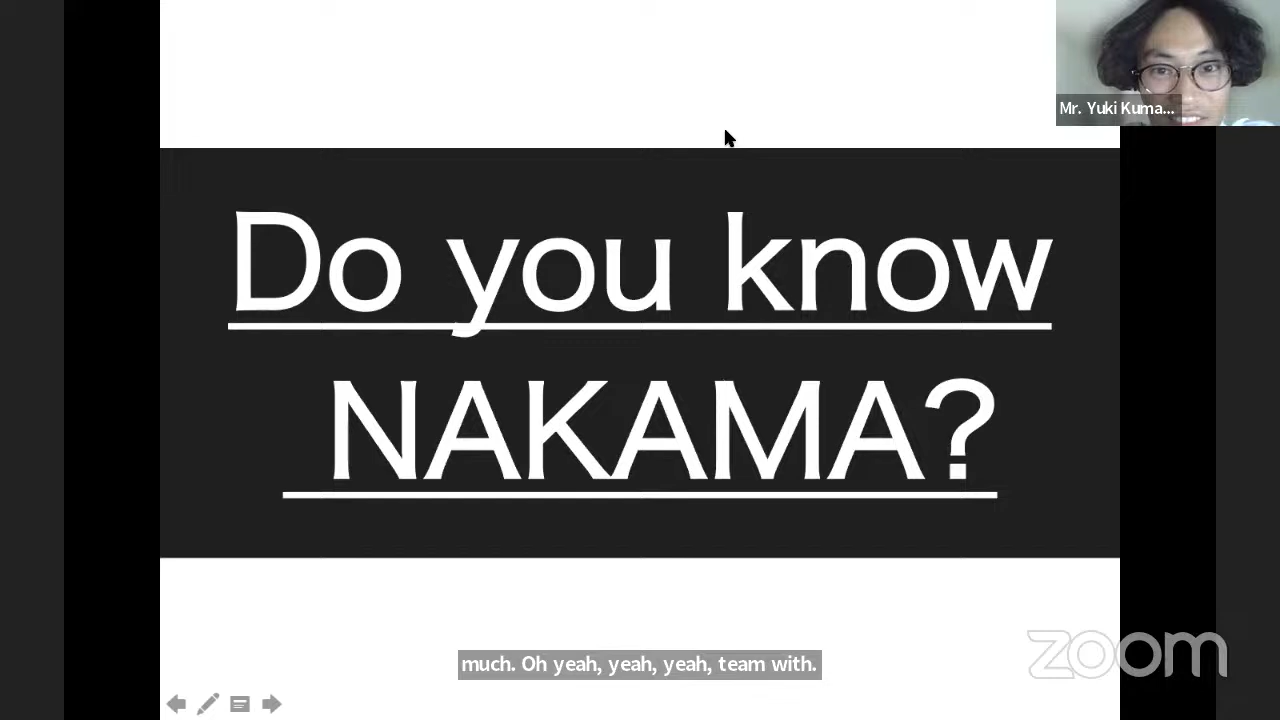 Mr. Yuki Kuma...
Do you know
NAKAMA?
much. Oh yeah, yeah, yeah, team with.
zoom